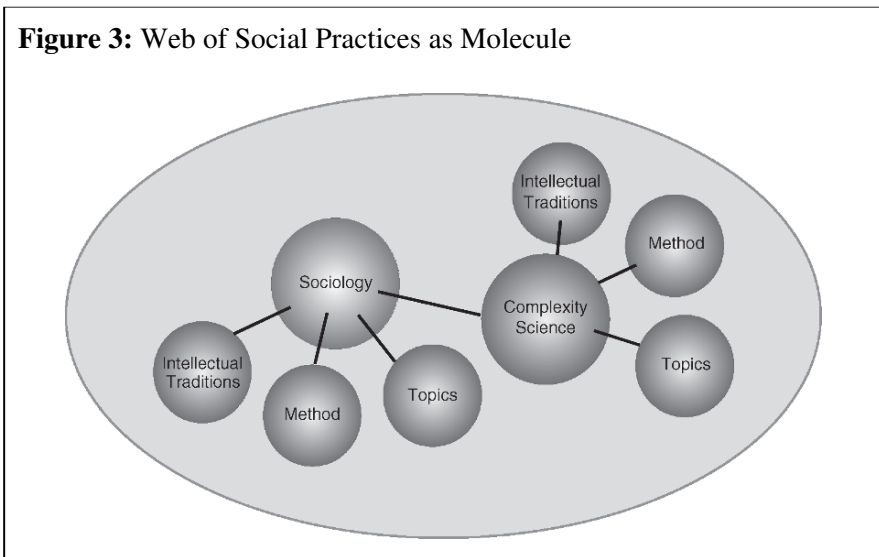 Figure 3: Web of Social Practices as Molecule
Intellectual
Traditions
Method
Sociology
Complexity
Science
Intellectual
Traditions
Topics
Topics
Method